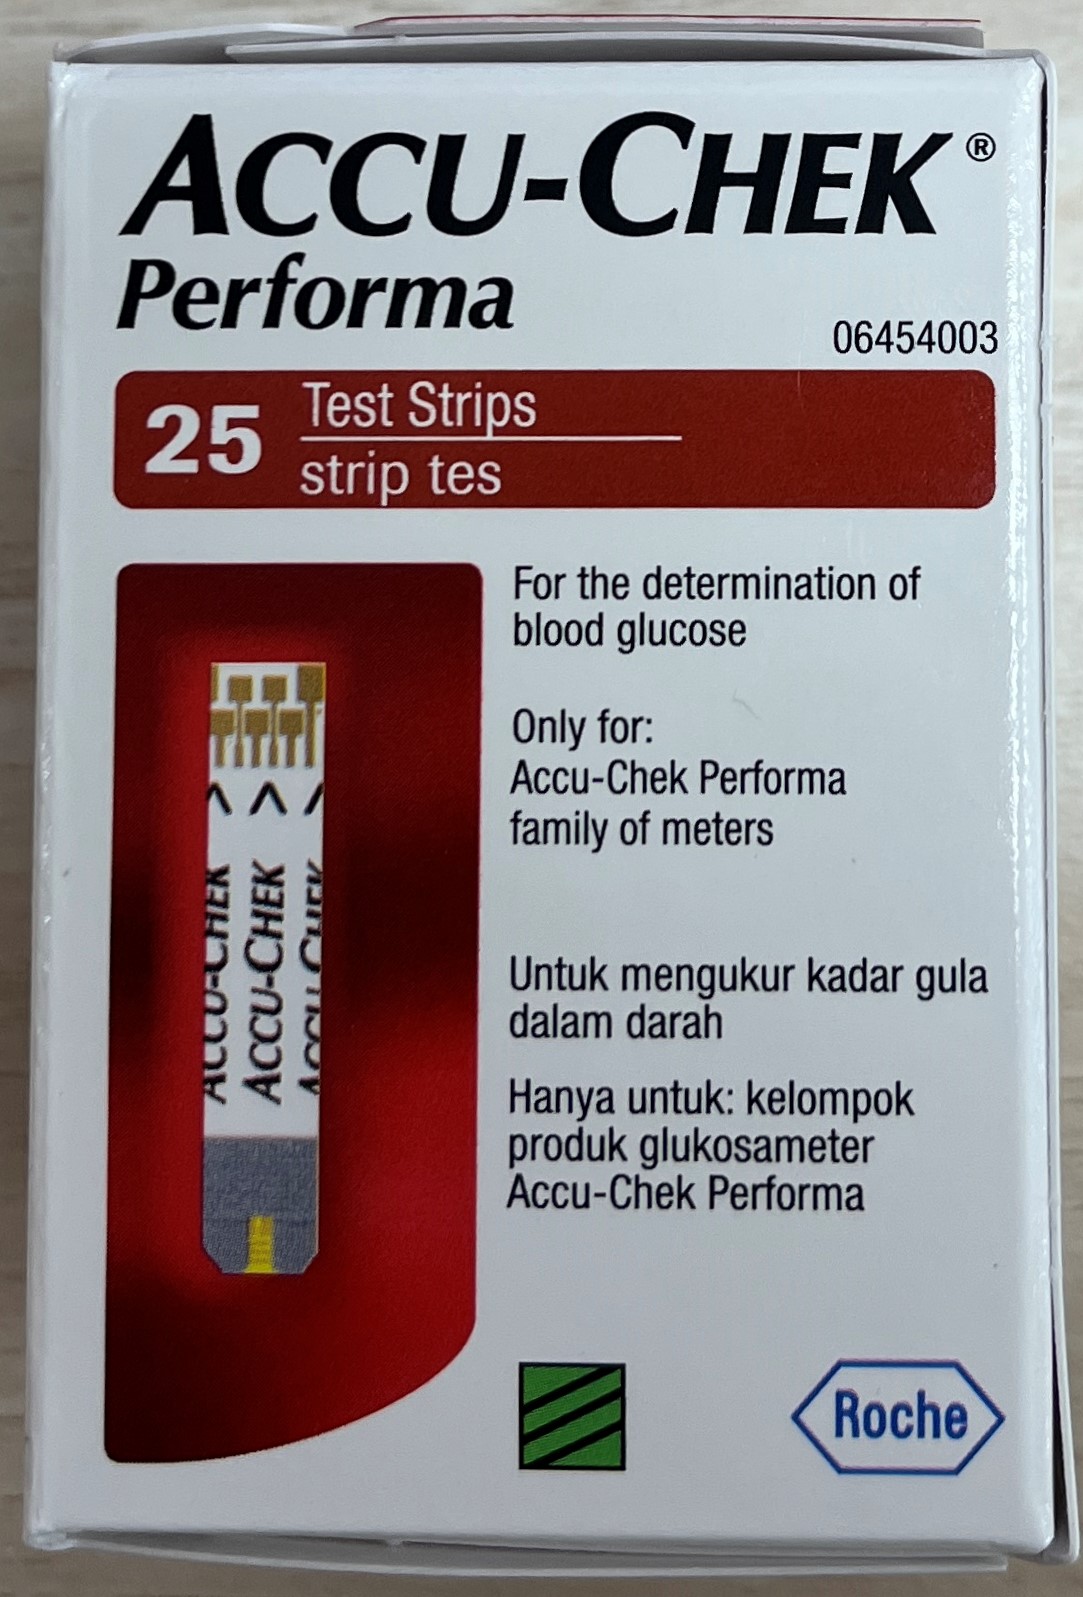 ACCU-CHEK®
Performa
06454003
25
Test Strips
strip tes
For the determination of
blood glucose
Only for:
Accu-Chek Performa
family of meters
Untuk mengukur kadar gula
dalam darah
Hanya untuk: kelompok
produk glukosameter
Accu-Chek Performa
ACCU-CHEK
ACCU-CHEK
ACCU-CHEK
Roche